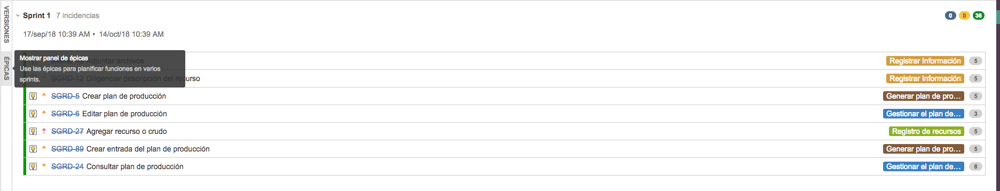 VERSIONES
ÉPICAS
Sprint 1 7 incidencias
0 0 36
17/sep/18 10:39 AM • 14/oct/18 10:39 AM
Mostrar panel de épicas
Use las épicas para planificar funciones en varios
sprints.
Adjuntar archivos Registrar Información 5
SGRD-12 Diligenciar descripción del recurso Registrar Información 5
SGRD-5 Crear plan de producción Generar plan de pro... 5
SGRD-6 Editar plan de producción Gestionar el plan de... 3
SGRD-27 Agregar recurso o crudo Registro de recursos 5
SGRD-89 Crear entrada del plan de producción Generar plan de pro... 5
SGRD-24 Consultar plan de producción Gestionar el plan de... 8